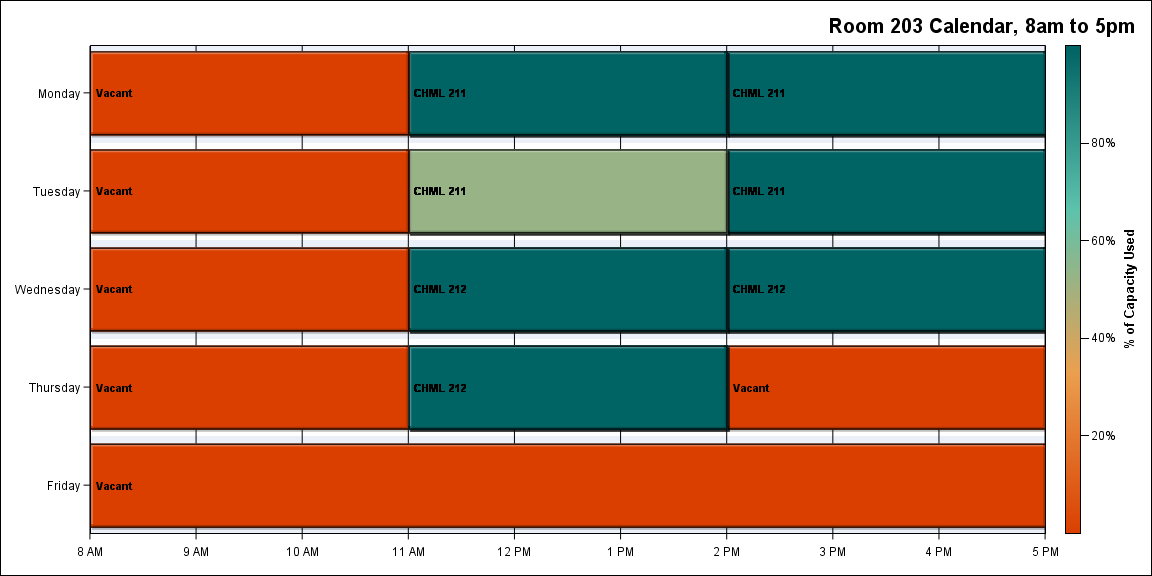 Room 203 Calendar, 8am to 5pm
Monday
Vacant
CHML 211
CHML 211
Tuesday
Vacant
CHML 211
CHML 211
Wednesday
Vacant
CHML 212
CHML 212
Thursday
Vacant
CHML 212
Vacant
Friday
Vacant
8 AM
9 AM
10 AM
11 AM
12 PM
1 PM
2 PM
3 PM
4 PM
5 PM
80%
60%
40%
20%
% of Capacity Used